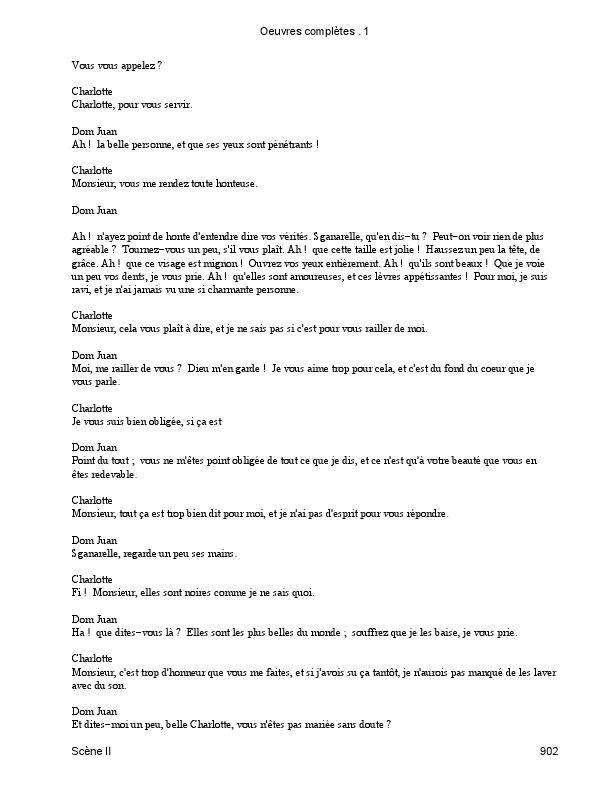 Oeuvres complètes . 1
Vous vous appelez ?
Charlotte
Charlotte, pour vous servir.
Dom Juan
Ah !  la belle personne, et que ses yeux sont pénétrants !
Charlotte
Monsieur, vous me rendez toute honteuse.
Dom Juan
Ah !  n'ayez point de honte d'entendre dire vos vérités. Sganarelle, qu'en dis−tu ?  Peut−on voir rien de plus
agréable ?  Tournez−vous un peu, s'il vous plaît. Ah !  que cette taille est jolie !  Haussez un peu la tête, de
grâce. Ah !  que ce visage est mignon !  Ouvrez vos yeux entièrement. Ah !  qu'ils sont beaux !  Que je voie
un peu vos dents, je vous prie. Ah !  qu'elles sont amoureuses, et ces lèvres appétissantes !  Pour moi, je suis
ravi, et je n'ai jamais vu une si charmante personne.
Charlotte
Monsieur, cela vous plaît à dire, et je ne sais pas si c'est pour vous railler de moi.
Dom Juan
Moi, me railler de vous ?  Dieu m'en garde !  Je vous aime trop pour cela, et c'est du fond du coeur que je
vous parle.
Charlotte
Je vous suis bien obligée, si ça est
Dom Juan
Point du tout ;  vous ne m'êtes point obligée de tout ce que je dis, et ce n'est qu'à votre beauté que vous en
êtes redevable.
Charlotte
Monsieur, tout ça est trop bien dit pour moi, et je n'ai pas d'esprit pour vous répondre.
Dom Juan
Sganarelle, regarde un peu ses mains.
Charlotte
Fi !  Monsieur, elles sont noires comme je ne sais quoi.
Dom Juan
Ha !  que dites−vous là ?  Elles sont les plus belles du monde ;  souffrez que je les baise, je vous prie.
Charlotte
Monsieur, c'est trop d'honneur que vous me faites, et si j'avois su ça tantôt, je n'aurois pas manqué de les laver
avec du son.
Dom Juan
Et dites−moi un peu, belle Charlotte, vous n'êtes pas mariée sans doute ?
Scène II 902